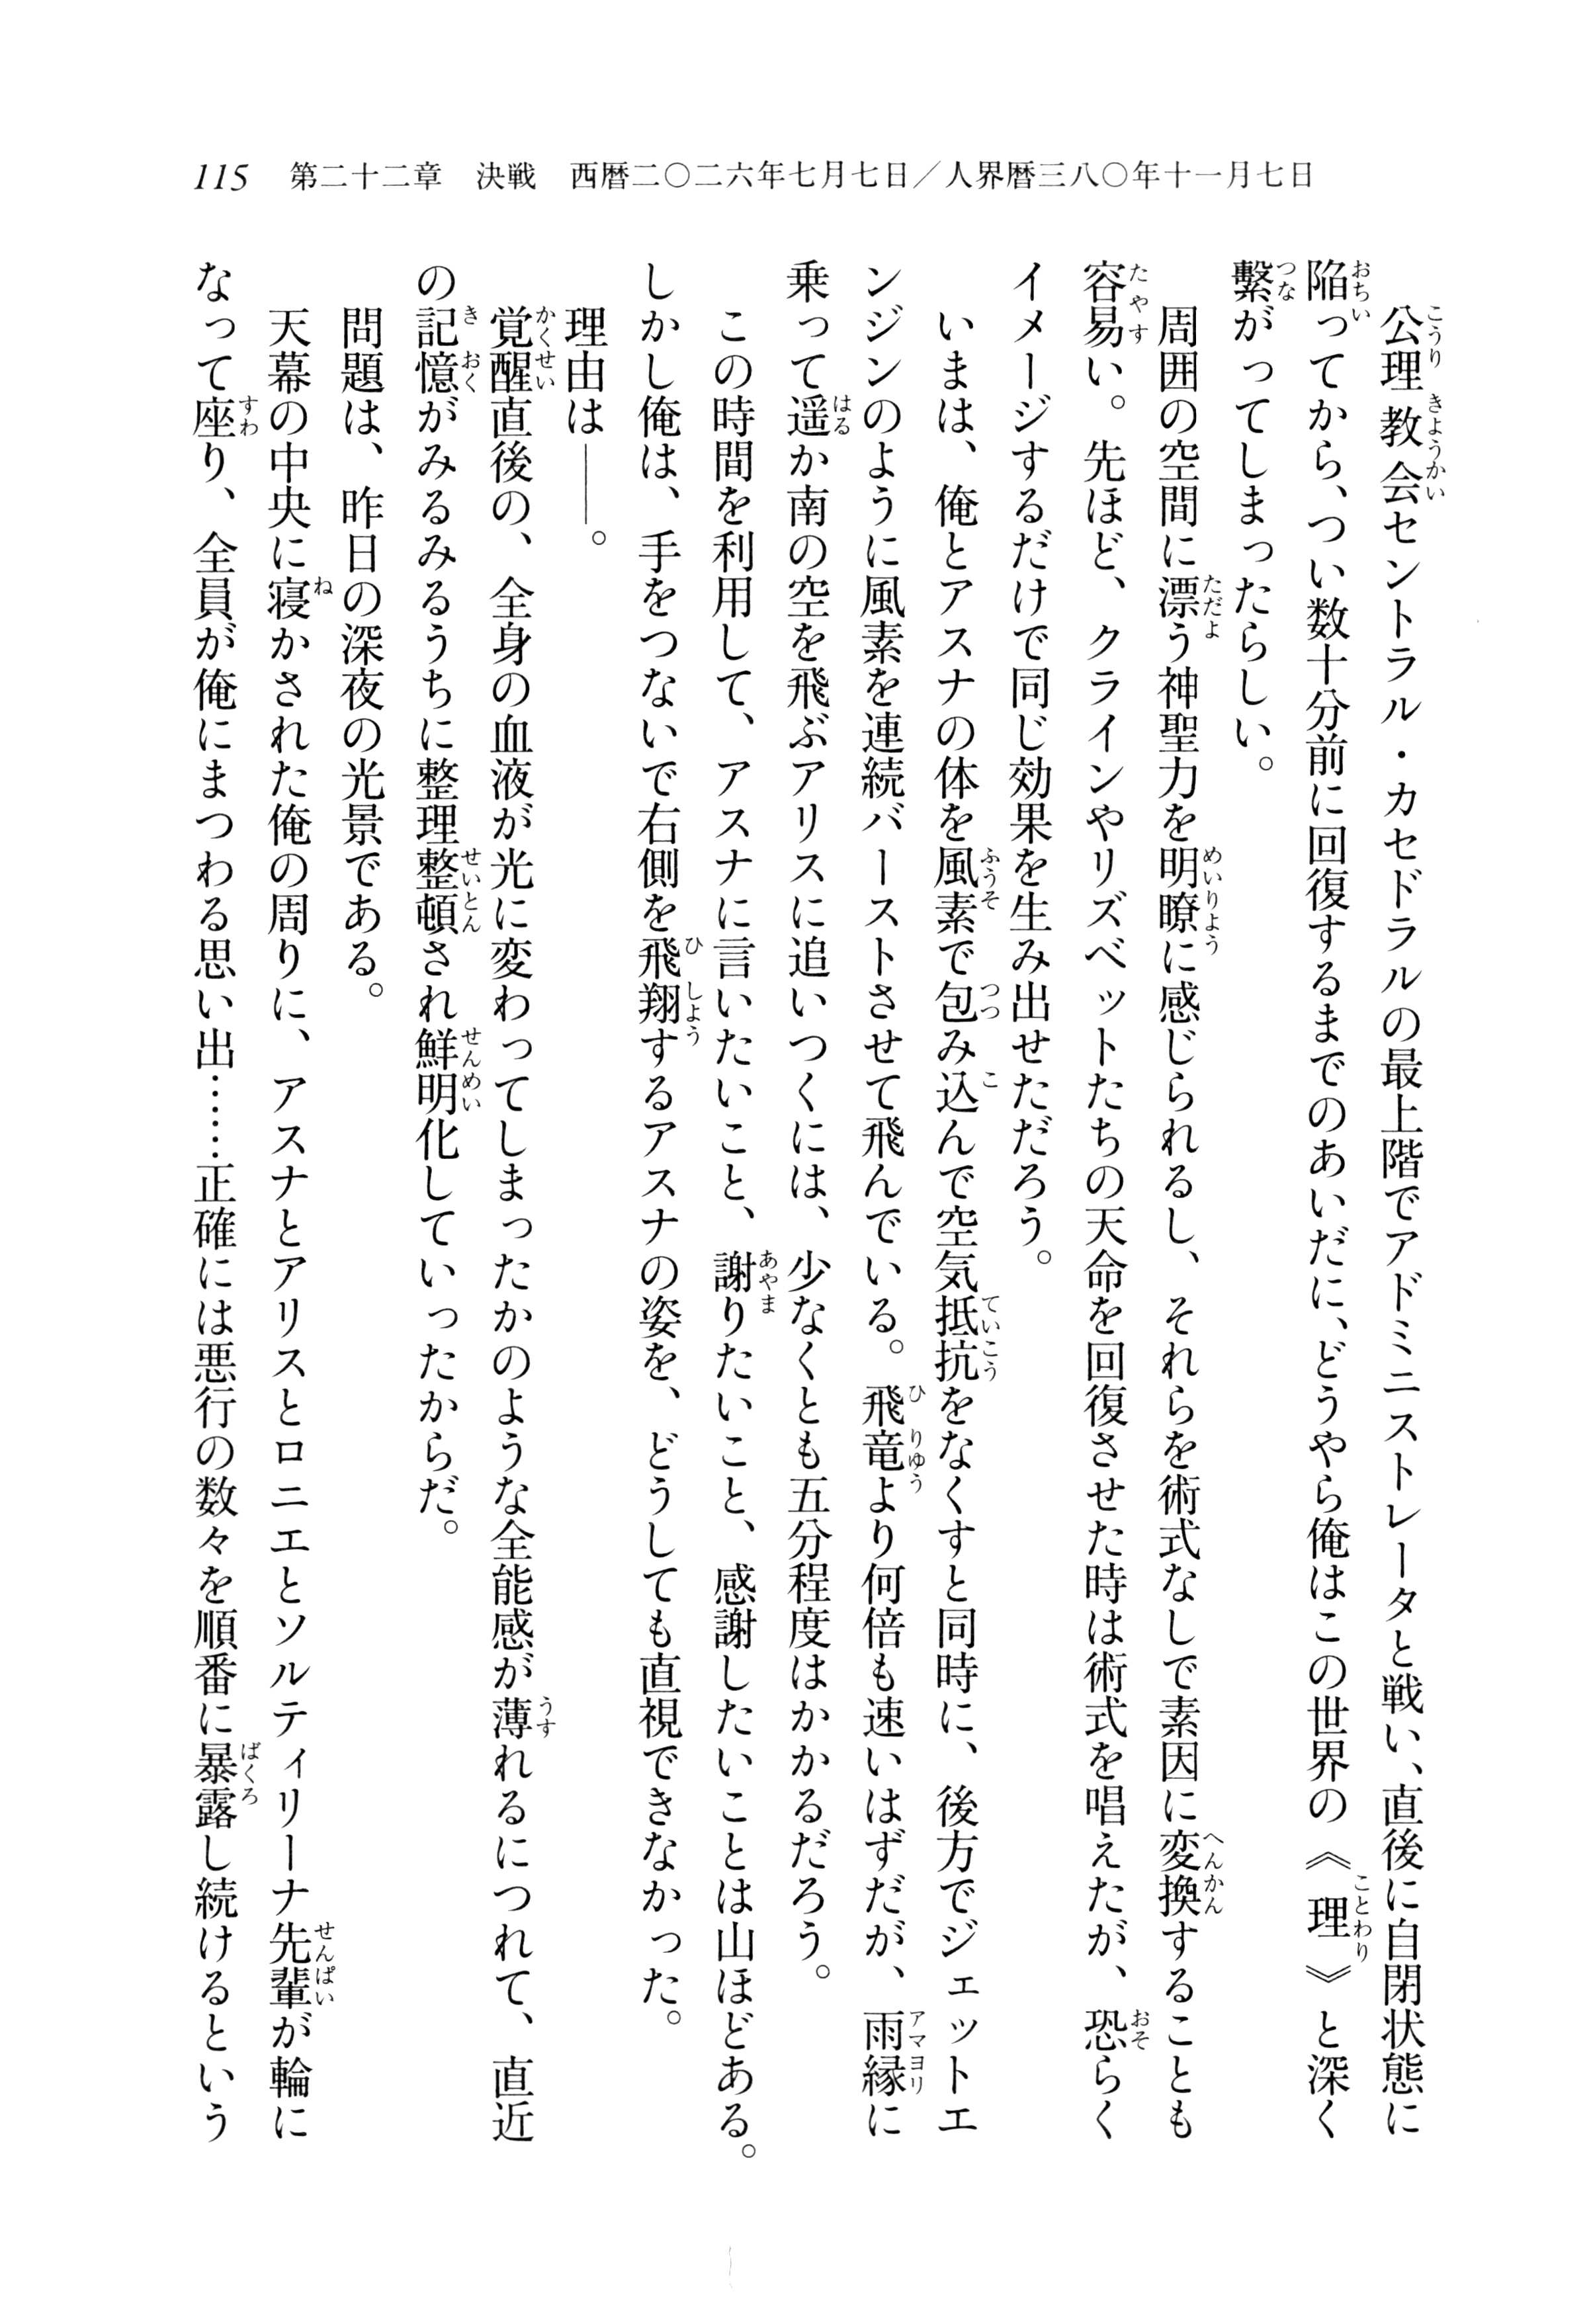 115　第二十二章　決戦　西暦二〇二六年七月七日／人界暦三八〇年十一月七日
公理教会セントラル・カセドラルの最上階でアドミニストレータと戦い、直後に自閉状態に
陥ってから、つい数十分前に回復するまでのあいだに、どうやら俺はこの世界の《理》と深く
繫がってしまったらしい。
周囲の空間に漂う神聖力を明瞭に感じられるし、それらを術式なしで素因に変換することも
容易い。先ほど、クラインやリズベットたちの天命を回復させた時は術式を唱えたが、恐らく
イメージするだけで同じ効果を生み出せただろう。
いまは、俺とアスナの体を風素で包み込んで空気抵抗をなくすと同時に、後方でジェットエ
ンジンのように風素を連続バーストさせて飛んでいる。飛竜より何倍も速いはずだが、雨縁に
乗って遥か南の空を飛ぶアリスに追いつくには、少なくとも五分程度はかかるだろう。
この時間を利用して、アスナに言いたいこと、謝りたいこと、感謝したいことは山ほどある。
しかし俺は、手をつないで右側を飛翔するアスナの姿を、どうしても直視できなかった。
理由は――。
覚醒直後の、全身の血液が光に変わってしまったかのような全能感が薄れるにつれて、直近
の記憶がみるみるうちに整理整頓され鮮明化していったからだ。
問題は、昨日の深夜の光景である。
天幕の中央に寝かされた俺の周りに、アスナとアリスとロニエとソルティリーナ先輩が輪に
なって座り、全員が俺にまつわる思い出……正確には悪行の数々を順番に暴露し続けるという